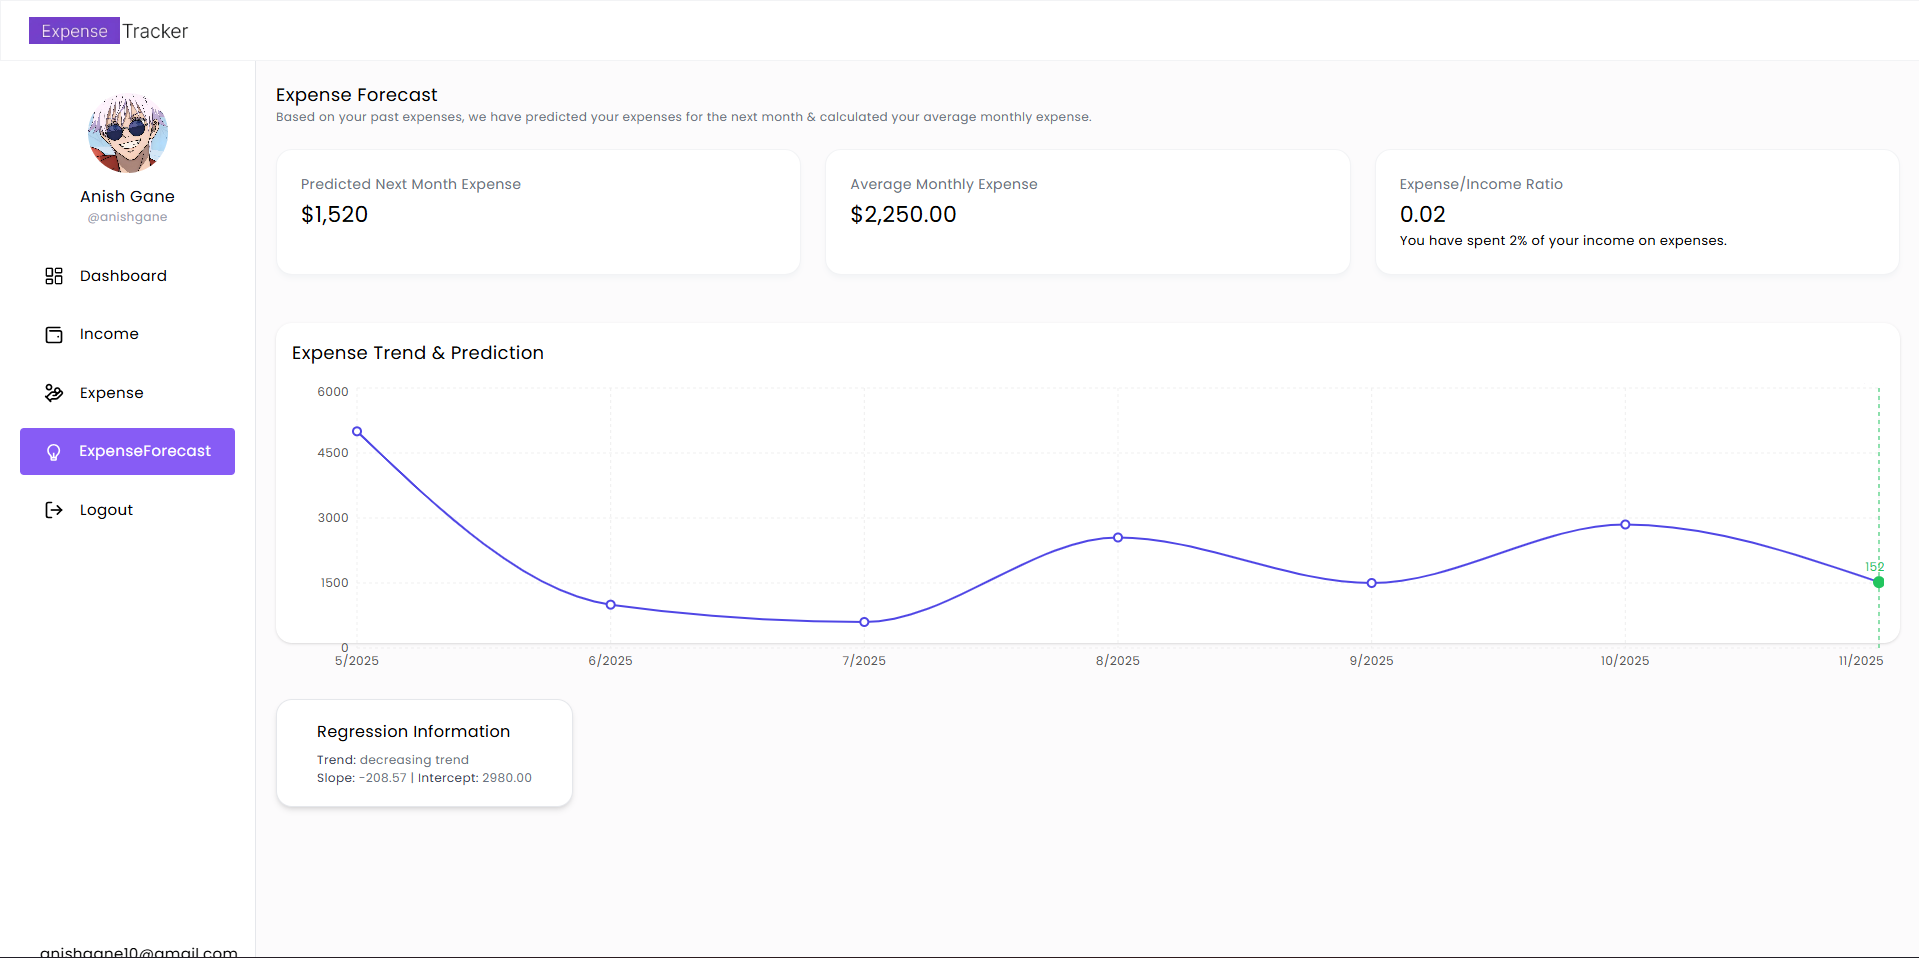 Expense Tracker
Anish Gane
@anishgane
Dashboard
Income
Expense
ExpenseForecast
Logout
anishgane10@gmail.com
Expense Forecast
Based on your past expenses, we have predicted your expenses for the next month & calculated your average monthly expense.
Predicted Next Month Expense
$1,520
Average Monthly Expense
$2,250.00
Expense/Income Ratio
0.02
You have spent 2% of your income on expenses.
Expense Trend & Prediction
6000
4500
3000
1500
0
152
5/2025
6/2025
7/2025
8/2025
9/2025
10/2025
11/2025
Regression Information
Trend: decreasing trend
Slope: -208.57 | Intercept: 2980.00